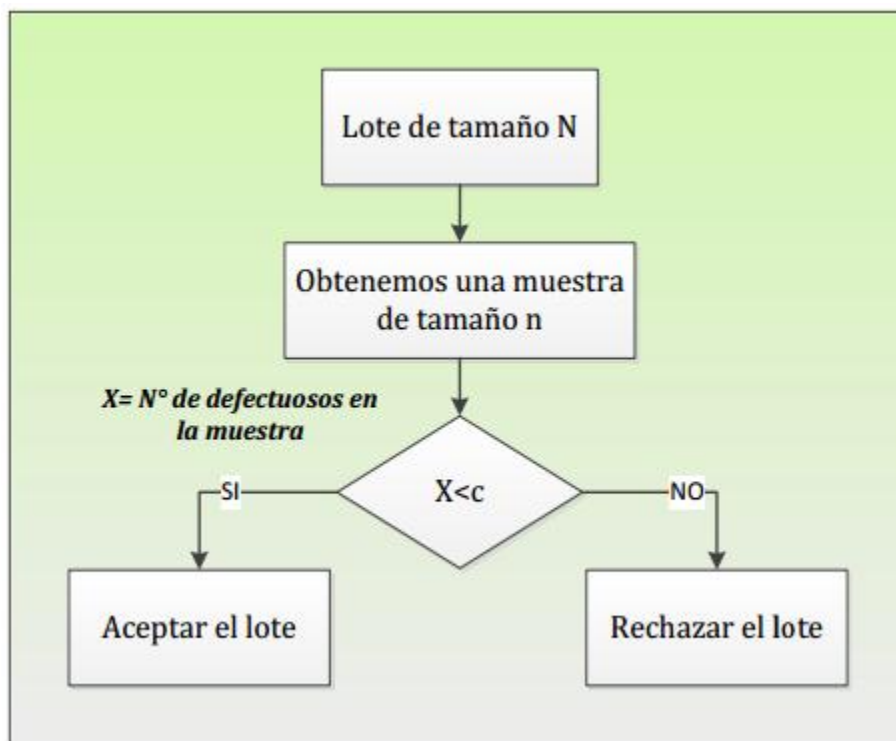 Lote de tamaño N
Obtenemos una muestra
de tamaño n
X= N° de defectuosos en
la muestra
X<c
SI
NO
Aceptar el lote
Rechazar el lote